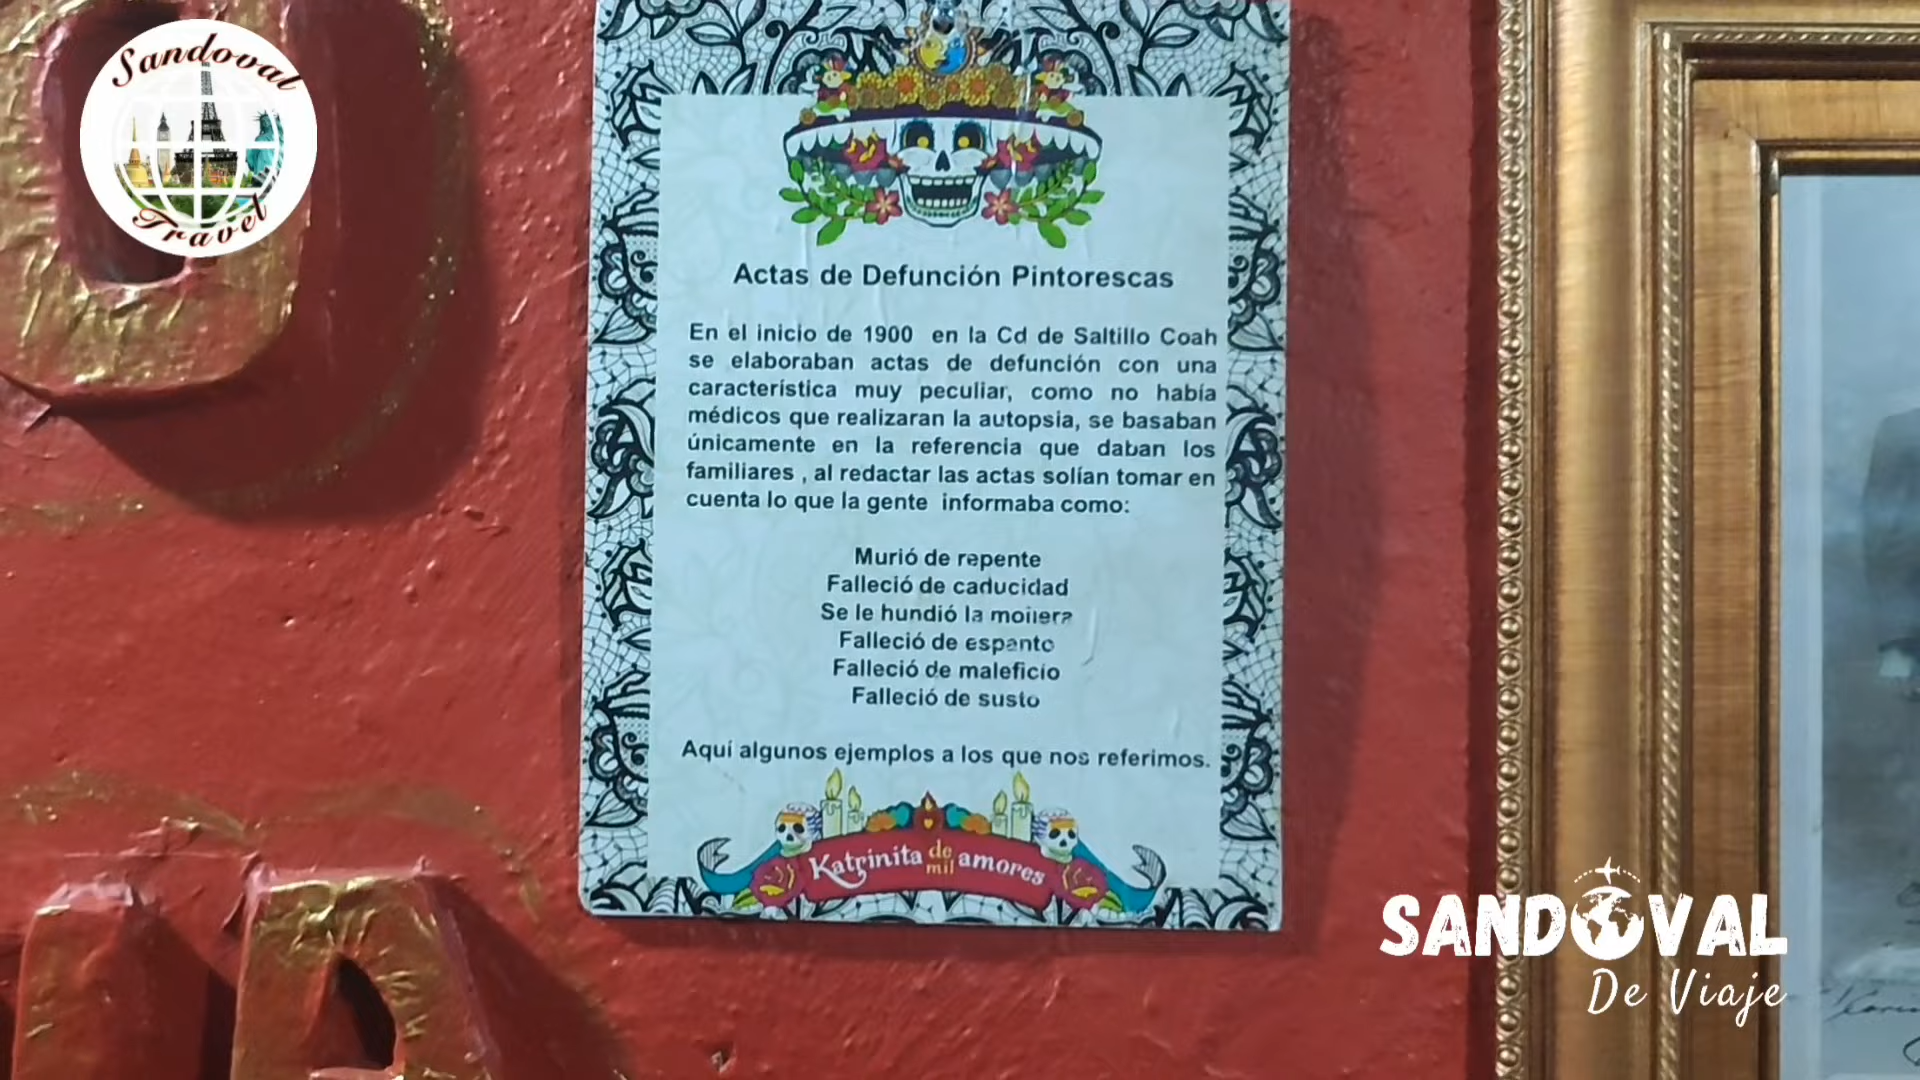 Sandoval
Travel
Actas de Defunción Pintorescas
En el inicio de 1900 en la Cd de Saltillo Coah
se elaboraban actas de defunción con una
característica muy peculiar, como no había
médicos que realizaran la autopsia, se basaban
únicamente en la referencia que daban los
familiares , al redactar las actas solían tomar en
cuenta lo que la gente informaba como:
Murió de repente
Falleció de caducidad
Se le hundió la mollera
Falleció de espanto
Falleció de maleficio
Falleció de susto
Aquí algunos ejemplos a los que nos referimos.
Katrinita de mil amores
SANDOVAL
De Viaje